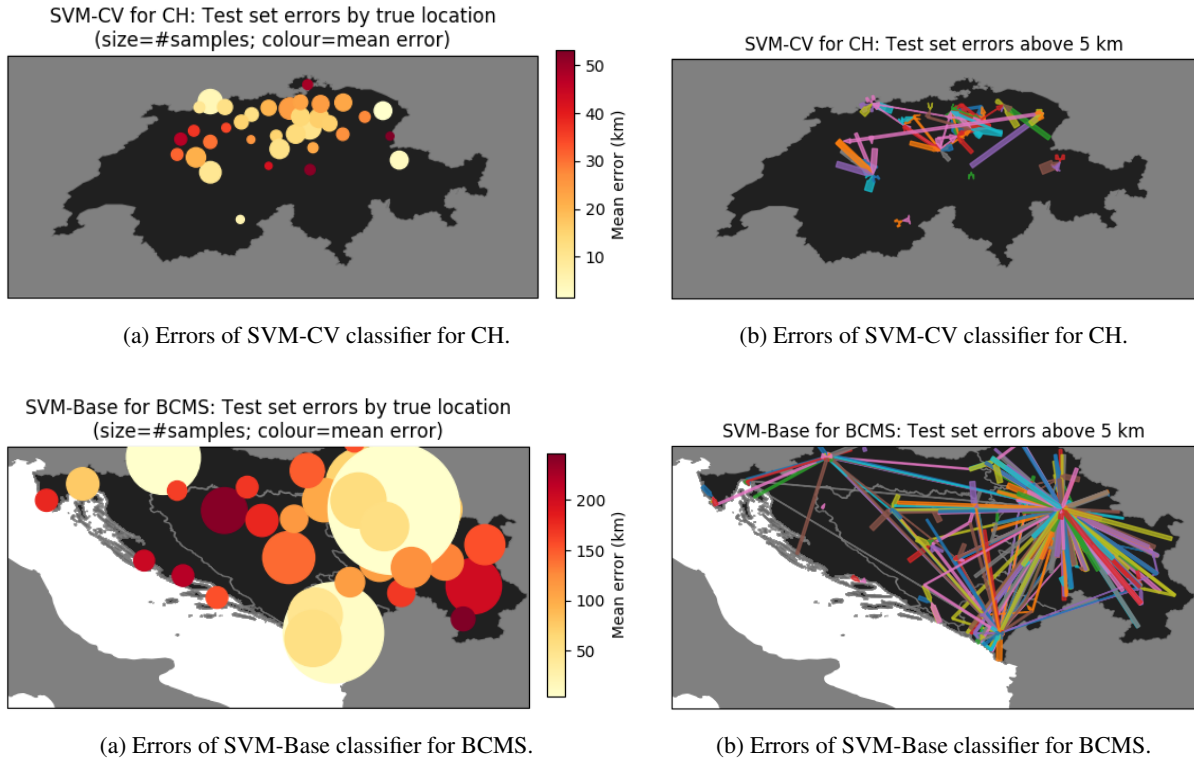 SVM-CV for CH: Test set errors by true location
(size=#samples; colour=mean error)
50
40
30
20
10
Mean error (km)
SVM-CV for CH: Test set errors above 5 km
(a) Errors of SVM-CV classifier for CH.
(b) Errors of SVM-CV classifier for CH.
SVM-Base for BCMS: Test set errors by true location
(size=#samples; colour=mean error)
200
150
100
50
Mean error (km)
SVM-Base for BCMS: Test set errors above 5 km
(a) Errors of SVM-Base classifier for BCMS.
(b) Errors of SVM-Base classifier for BCMS.